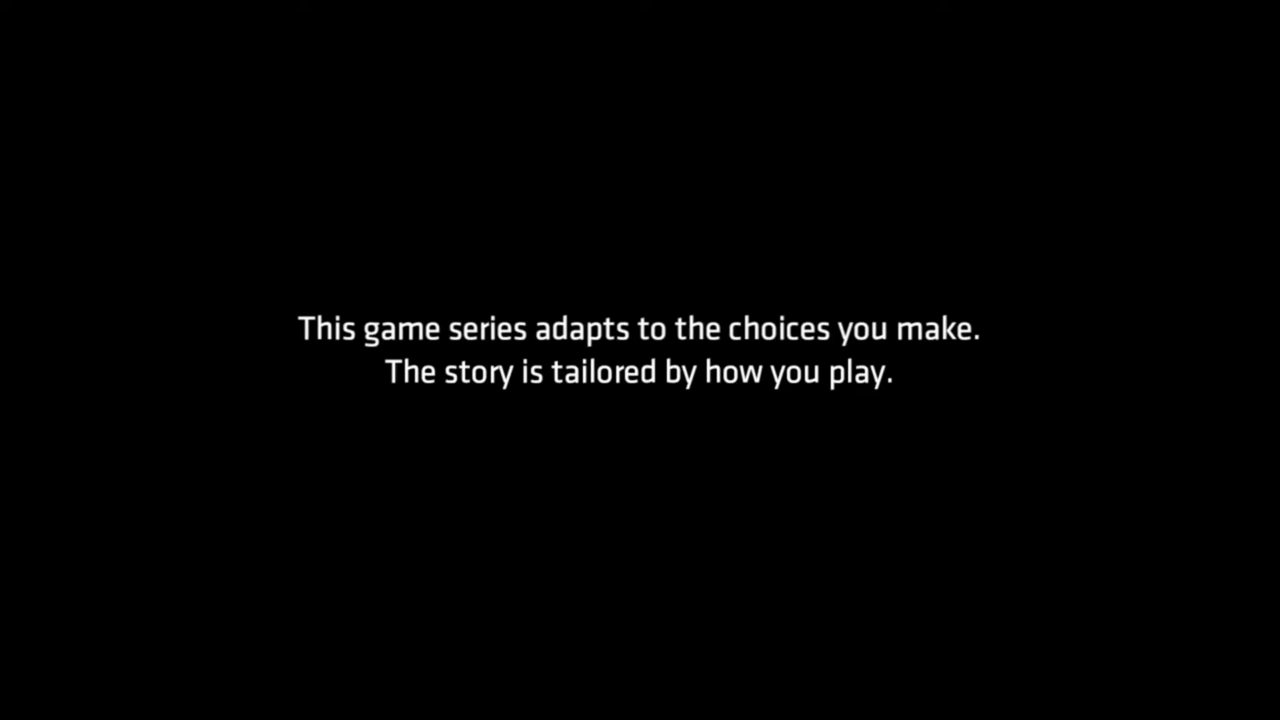 This game series adapts to the choices you make.
The story is tailored by how you play.